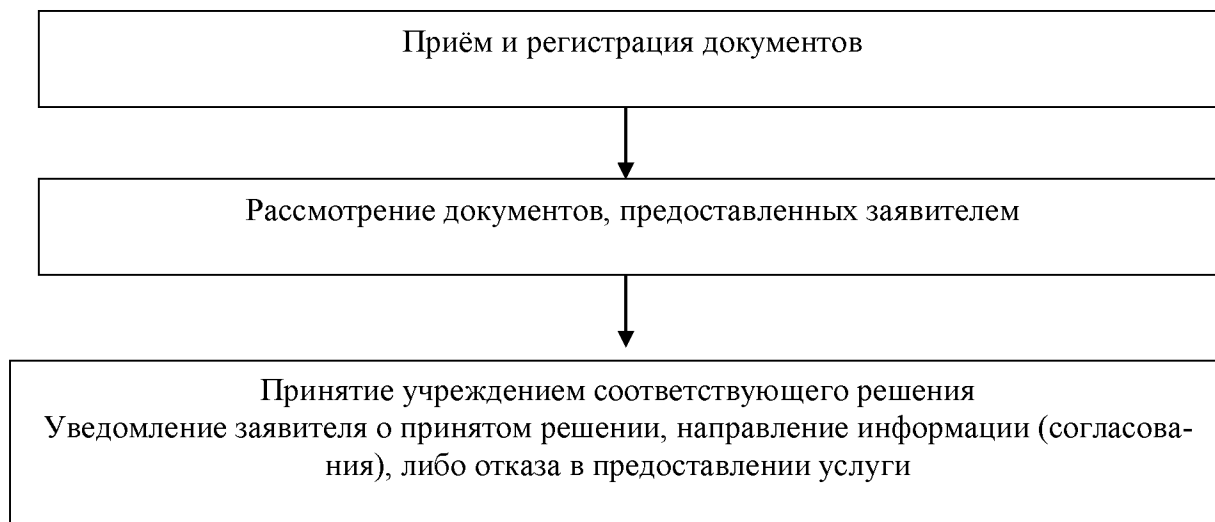 Приём и регистрация документов
Рассмотрение документов, предоставленных заявителем
Принятие учреждением соответствующего решения
Уведомление заявителя о принятом решении, направление информации (согласова-
ния), либо отказа в предоставлении услуги